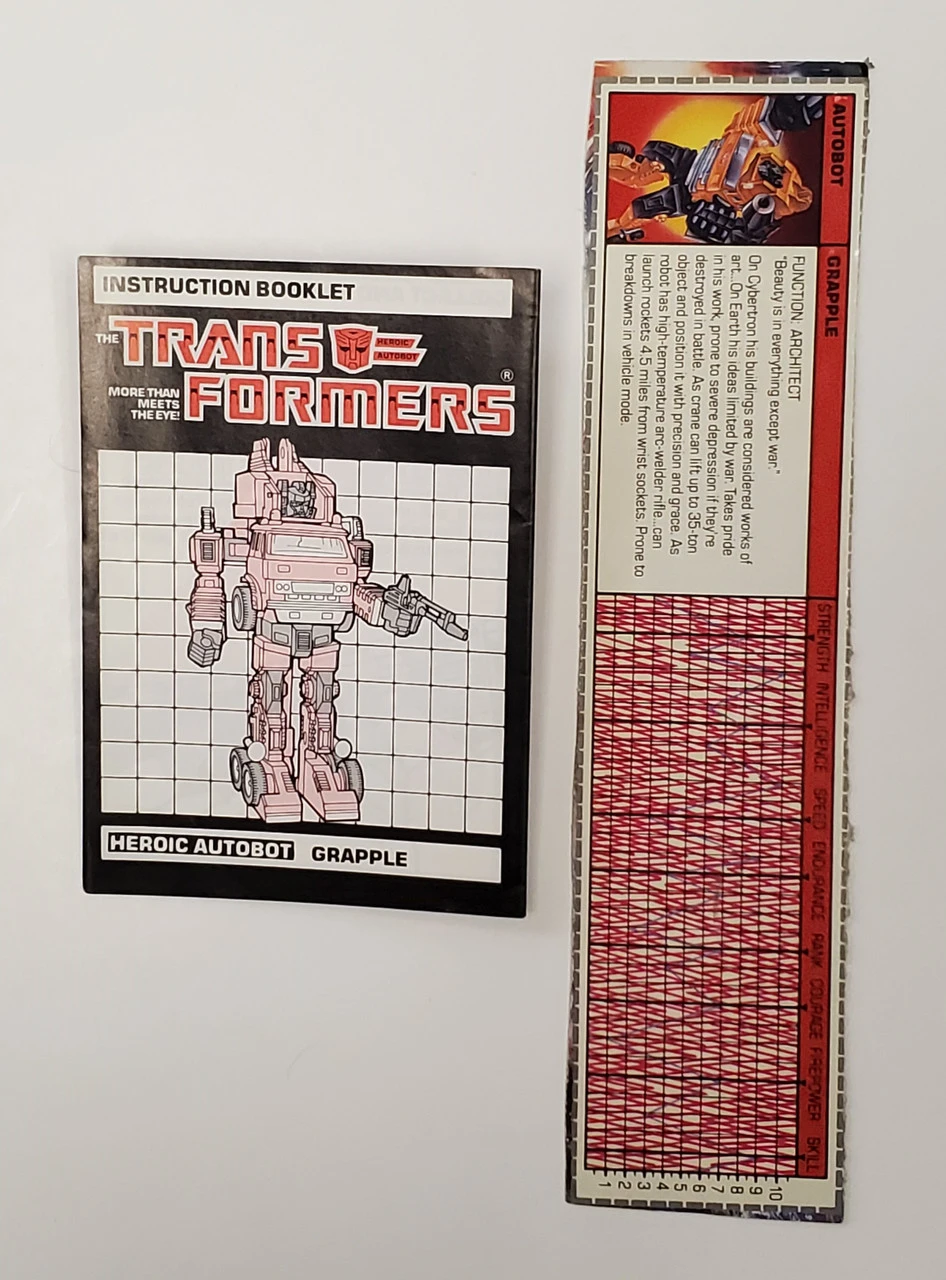 INSTRUCTION BOOKLET
THE TRANS
HEROIC
AUTOBOT
FORMERS®
MORE THAN
MEETS
THE EYE!
HEROIC AUTOBOT GRAPPLE
AUTOBOT GRAPPLE
FUNCTION: ARCHITECT
"Beauty is in everything except war."
On Cybertron his buildings are considered works of
art...On Earth his ideas limited by war. Takes pride
in his work, prone to severe depression if they're
destroyed in battle. As crane can lift up to 35-ton
object and position it with precision and grace. As
robot has high-temperature arc-welder rifle...can
launch rockets 4.5 miles from wrist sockets. Prone to
breakdowns in vehicle mode.
STRENGTH INTELLIGENCE SPEED ENDURANCE RANK COURAGE FIREPOWER SKILL
10
9
8
7
6
5
4
3
2
1